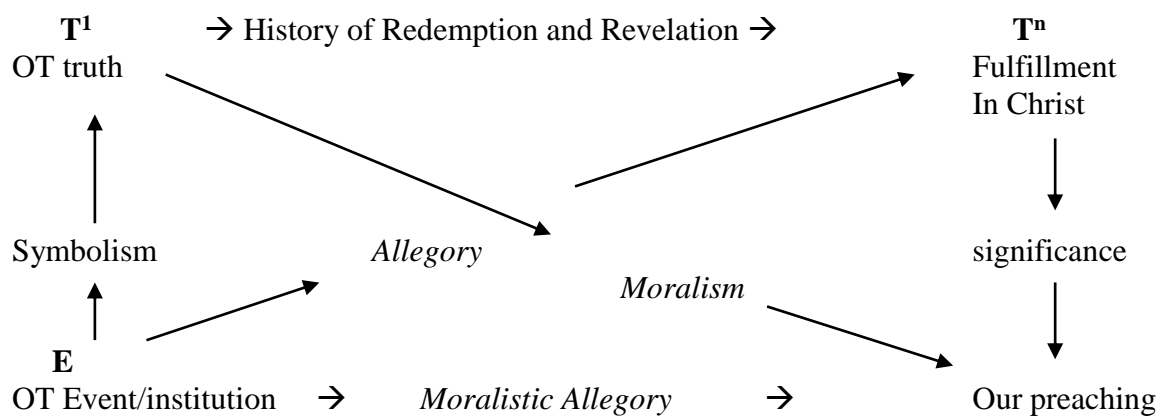 T¹ → History of Redemption and Revelation → Tⁿ
OT truth Fulfillment
In Christ
Symbolism Allegory significance
Moralism
E
OT Event/institution → Moralistic Allegory → Our preaching